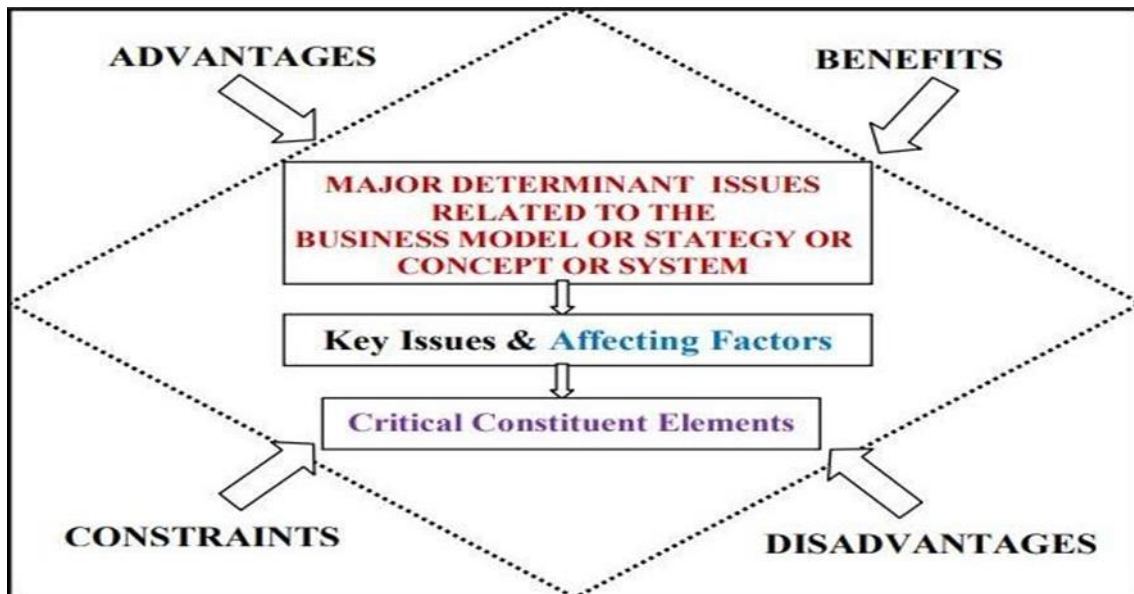 ADVANTAGES
BENEFITS
MAJOR DETERMINANT ISSUES
RELATED TO THE
BUSINESS MODEL OR STATEGY OR
CONCEPT OR SYSTEM
Key Issues & Affecting Factors
Critical Constituent Elements
CONSTRAINTS
DISADVANTAGES